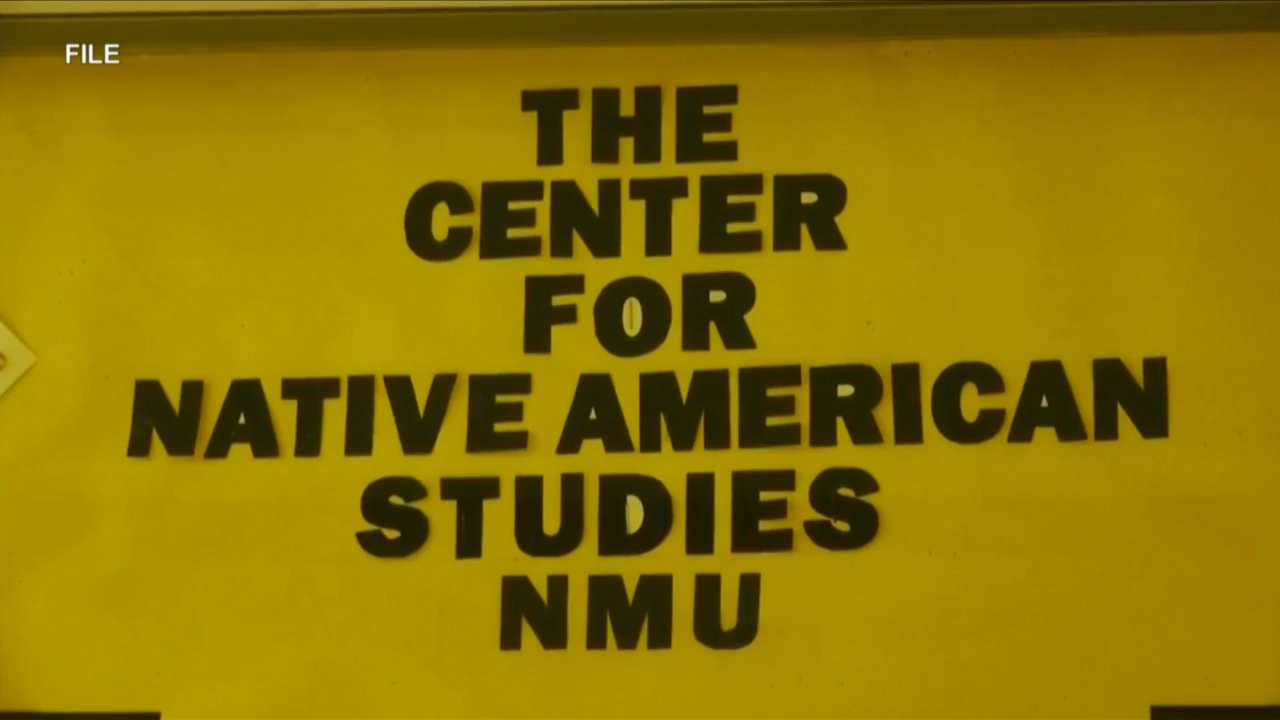 FILE
THE
CENTER
FOR
NATIVE AMERICAN
STUDIES
NMU